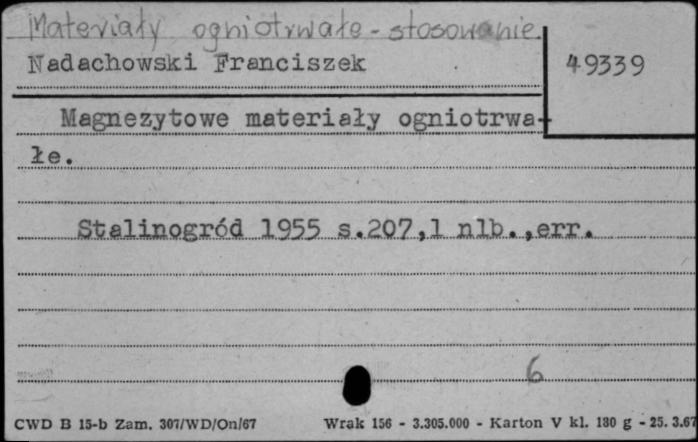 Materiały ogniotrwałe - stosowanie.
Nadachowski Franciszek
49339
Magnezytowe materiały ogniotrwa-
łe.
Stalinogród 1955 s.207,1 nlb.,err.
6
CWD B 15-b Zam. 307/WD/On/67 Wrak 156 - 3.305.000 - Karton V kl. 180 g - 25. 3.67